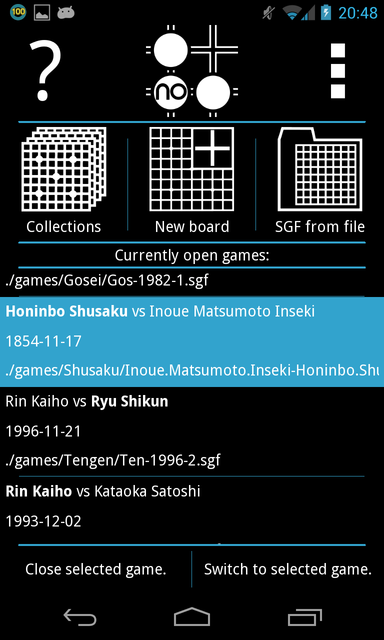 100
20:48
?
no
Collections
New board
SGF from file
Currently open games:
./games/Gosei/Gos-1982-1.sgf
Honinbo Shusaku vs Inoue Matsumoto Inseki
1854-11-17
./games/Shusaku/Inoue.Matsumoto.Inseki-Honinbo.Shu
Rin Kaiho vs Ryu Shikun
1996-11-21
./games/Tengen/Ten-1996-2.sgf
Rin Kaiho vs Kataoka Satoshi
1993-12-02
Close selected game.
Switch to selected game.